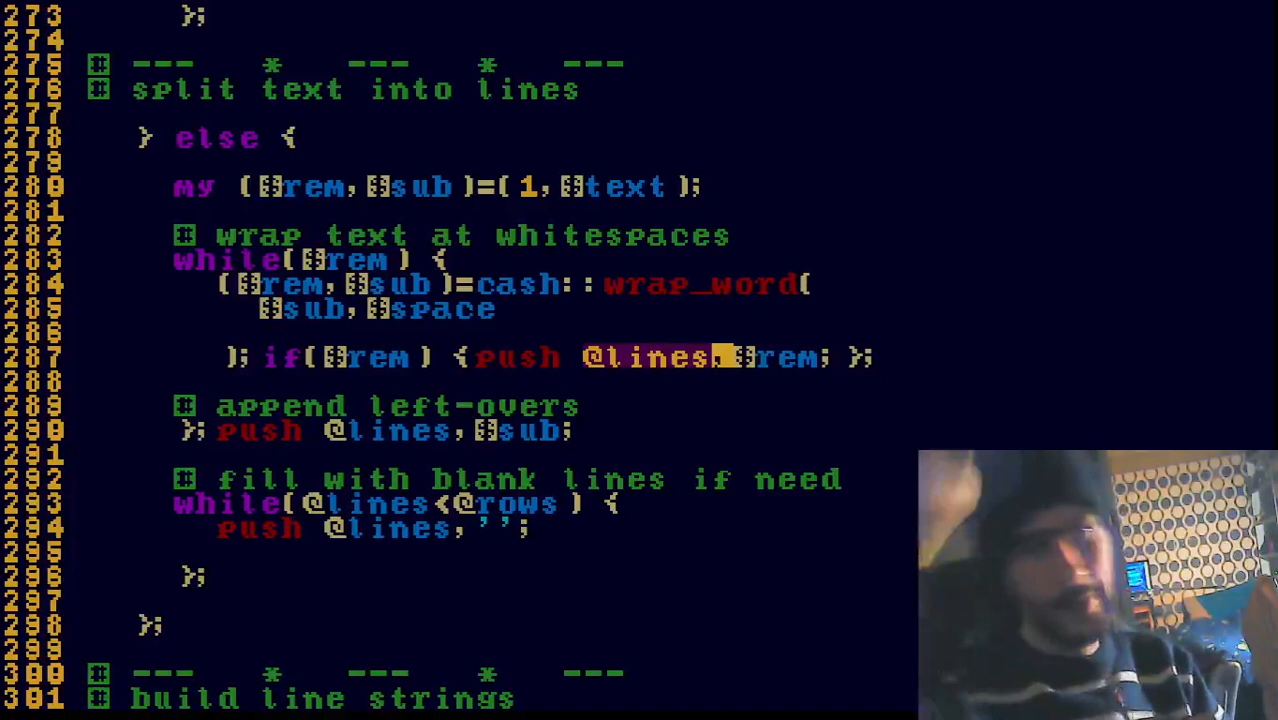 273 };
274
275 # --- * --- * ---
276 # split text into lines
277
278 } else {
279
280 my ($rem,$sub)=(1,$text);
281
282 # wrap text at whitespaces
283 while($rem) {
284 ($rem,$sub)=cash::wrap_word(
285 $sub,$space
286
287 ); if($rem) {push @lines,$rem; };
288
289 # append left-overs
290 }; push @lines,$sub;
291
292 # fill with blank lines if need
293 while(@lines<@rows) {
294 push @lines,'';
295
296 };
297
298 };
299
300 # --- * --- * ---
301 # build line strings